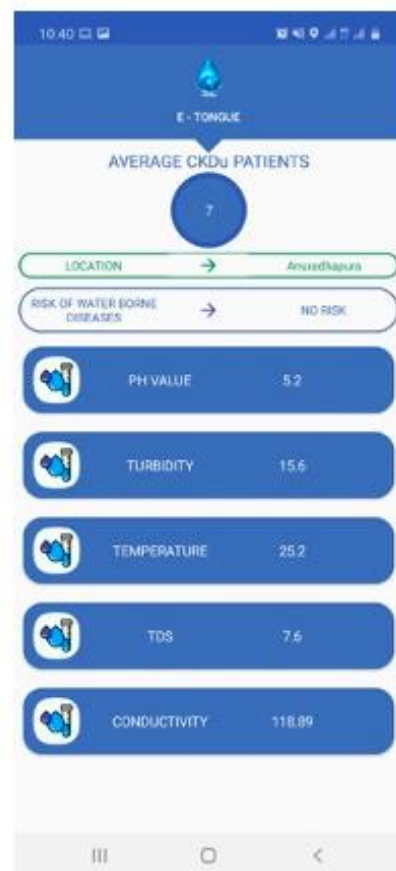 10.40
E - TONGUE
AVERAGE CKDu PATIENTS
7
LOCATION → Anuradhapura
RISK OF WATER BORNE
DISEASES → NO RISK
PH VALUE 5.2
TURBIDITY 15.6
TEMPERATURE 25.2
TDS 7.6
CONDUCTIVITY 118.89